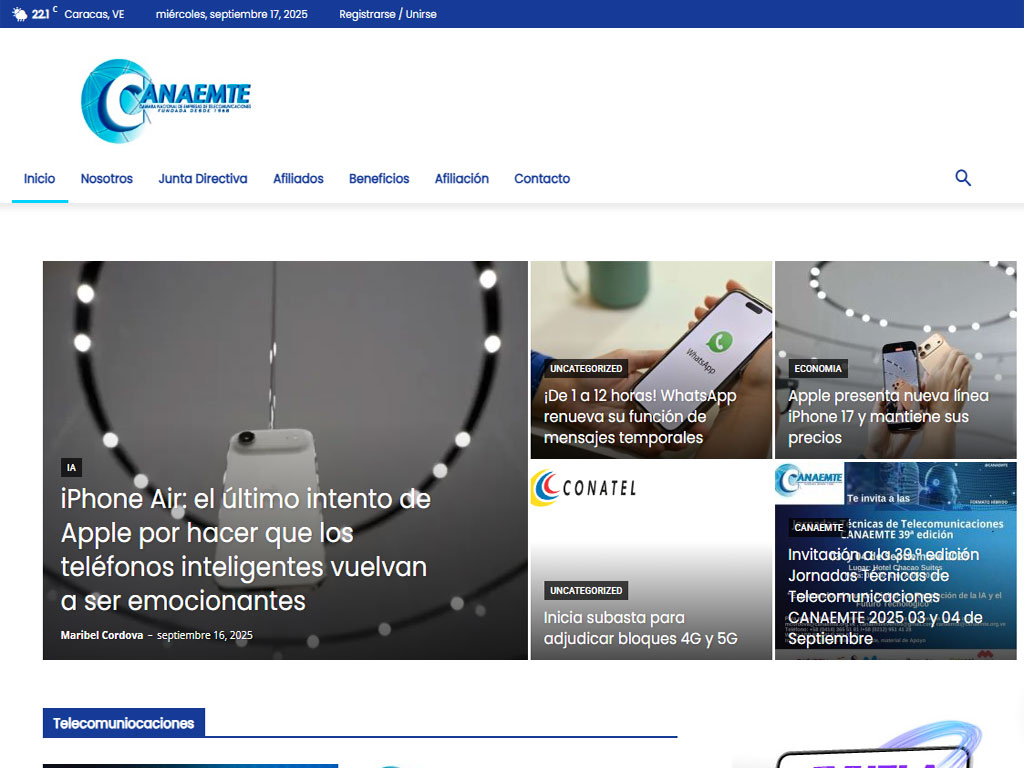 22.1 C Caracas, VE
miércoles, septiembre 17, 2025
Registrarse / Unirse
CANAEMTE
CÁMARA NACIONAL DE EMPRESAS DE TELECOMUNICACIONES
FUNDADA DESDE 1968
Inicio
Nosotros
Junta Directiva
Afiliados
Beneficios
Afiliación
Contacto
IA
iPhone Air: el último intento de
Apple por hacer que los
teléfonos inteligentes vuelvan
a ser emocionantes
Maribel Cordova - septiembre 16, 2025
WhatsApp
UNCATEGORIZED
¡De 1 a 12 horas! WhatsApp
renueva su función de
mensajes temporales
ECONOMIA
Apple presenta nueva línea
iPhone 17 y mantiene sus
precios
CONATEL
UNCATEGORIZED
Inicia subasta para
adjudicar bloques 4G y 5G
CANAEMTE
@CANAEMTE
Te invita a las
FORMATO HÍBRIDO
Técnicas de Telecomunicaciones
CANAEMTE 39ª edición
CANAEMTE
Invitación a la 39.ª edición
Jornadas Técnicas de
Telecomunicaciones
CANAEMTE 2025 03 y 04 de
Septiembre
Telecomuniocaciones